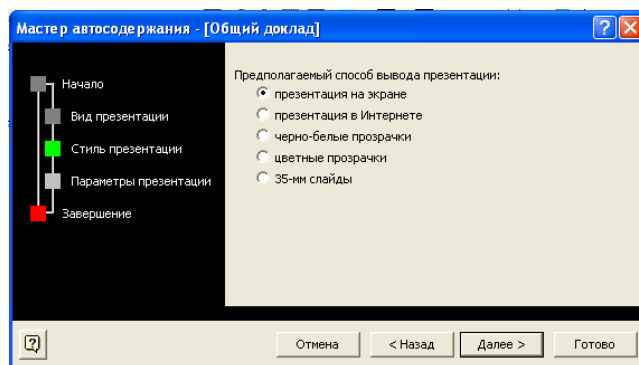 Мастер автосодержания - [Общий доклад]
Начало
Вид презентации
Стиль презентации
Параметры презентации
Завершение
Предполагаемый способ вывода презентации:
презентация на экране
презентация в Интернете
черно-белые прозрачки
цветные прозрачки
35-мм слайды
Отмена
< Назад
Далее >
Готово